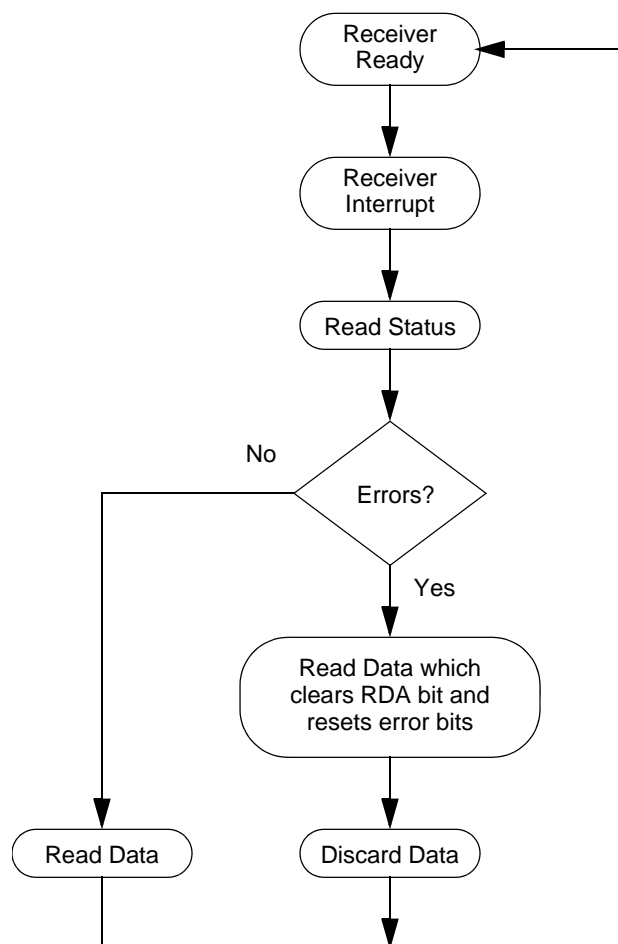 Receiver
Ready
Receiver
Interrupt
Read Status
No
Errors?
Yes
Read Data which
clears RDA bit and
resets error bits
Read Data
Discard Data